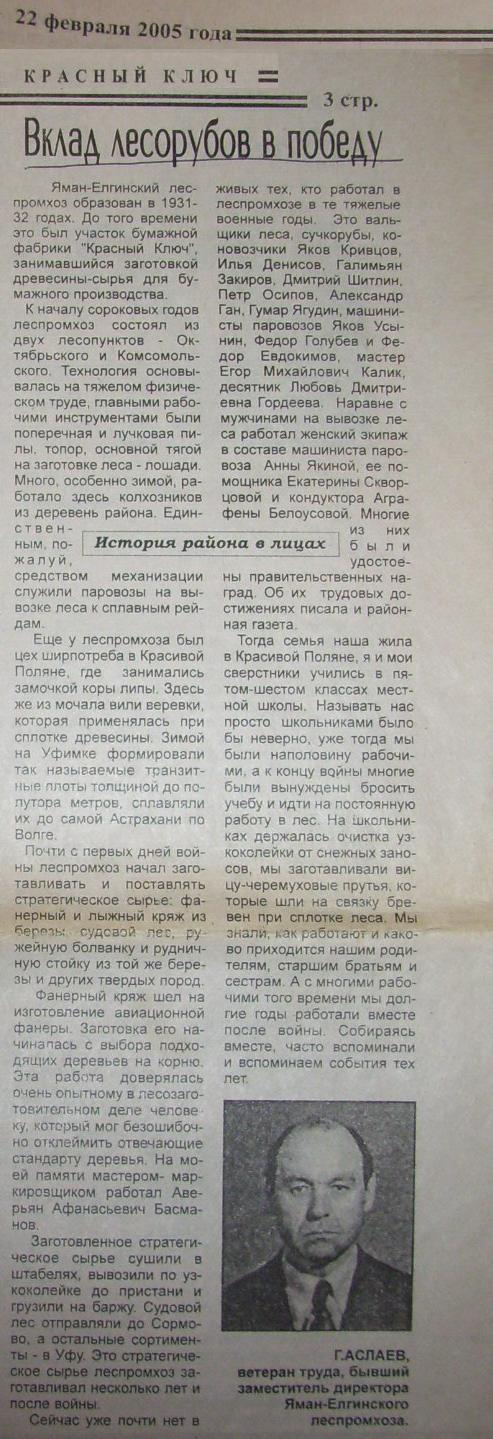 22 февраля 2005 года
КРАСНЫЙ КЛЮЧ
3 стр.
Вклад лесорубов в победу
Яман-Елгинский лес-
промхоз образован в 1931-
32 годах. До того времени
это был участок бумажной
фабрики "Красный Ключ",
занимавшийся заготовкой
древесины-сырья для бу-
мажного производства.
К началу сороковых годов
леспромхоз состоял из
двух лесопунктов - Ок-
тябрьского и Комсомоль-
ского. Технология основы-
валась на тяжелом физиче-
ском труде, главными рабо-
чими инструментами были
поперечная и лучковая пи-
лы, топор, основной тягой
на заготовке леса - лошади.
Много, особенно зимой, ра-
ботало здесь колхозников
из деревень района. Един-
ствен-
ным, по-
жалуй,
средством механизации
служили паровозы на вы-
возке леса к сплавным рей-
дам.
Еще у леспромхоза был
цех ширпотреба в Красивой
Поляне, где занимались
замочкой коры липы. Здесь
же из мочала вили веревки,
которая применялась при
сплотке древесины. Зимой
на Уфимке формировали
так называемые транзит-
ные плоты толщиной до по-
лутора метров, сплавляли
их до самой Астрахани по
Волге.
Почти с первых дней вой-
ны леспромхоз начал заго-
тавливать и поставлять
стратегическое сырье: фа-
нерный и лыжный кряж из
березы, судовой лес, ру-
жейную болванку и руднич-
ную стойку из той же бере-
зы и других твердых пород.
Фанерный кряж шел на
изготовление авиационной
фанеры. Заготовка его на-
чиналась с выбора подхо-
дящих деревьев на корню.
Эта работа доверялась
очень опытному в лесозаго-
товительном деле челове-
ку, который мог безошибоч-
но отклеймить отвечающие
стандарту деревья. На мо-
ей памяти мастером- мар-
кировщиком работал Аве-
рьян Афанасьевич Басма-
нов.
Заготовленное стратеги-
ческое сырье сушили в
штабелях, вывозили по уз-
коколейке до пристани и
грузили на баржу. Судовой
лес отправляли до Сормо-
во, а остальные сортимен-
ты - в Уфу. Это стратегиче-
ское сырье леспромхоз за-
готавливал несколько лет и
после войны.
Сейчас уже почти нет в
живых тех, кто работал в
леспромхозе в те тяжелые
военные годы. Это валь-
щики леса, сучкорубы, ко-
новозчики Яков Кривцов,
Илья Денисов, Галимьян
Закиров, Дмитрий Шитлин,
Петр Осипов, Александр
Ган, Гумар Ягудин, машини-
сты паровозов Яков Усы-
нин, Федор Голубев и Фе-
дор Евдокимов, мастер
Егор Михайлович Калик,
десятник Любовь Дмитри-
евна Гордеева. Наравне с
мужчинами на вывозке ле-
са работал женский экипаж
в составе машиниста паро-
воза Анны Якиной, ее по-
мощника Екатерины Сквор-
цовой и кондуктора Агра-
фены Белоусовой. Многие
из них
были
удостое-
ны правительственных на-
град. Об их трудовых до-
стижениях писала и район-
ная газета.
Тогда семья наша жила
в Красивой Поляне, я и мои
сверстники учились в пя-
том-шестом классах мест-
ной школы. Называть нас
просто школьниками было
бы неверно, уже тогда мы
были наполовину рабочи-
ми, а к концу войны многие
были вынуждены бросить
учебу и идти на постоянную
работу в лес. На школьни-
ках держалась очистка уз-
коколейки от снежных зано-
сов, мы заготавливали ви-
цу-черемуховые прутья, ко-
торые шли на связку бре-
вен при сплотке леса. Мы
знали, как работают и како-
во приходится нашим роди-
телям, старшим братьям и
сестрам. А с многими рабо-
чими того времени мы дол-
гие годы работали вместе
после войны. Собираясь
вместе, часто вспоминали
и вспоминаем события тех
лет.
История района в лицах
Г.АСЛАЕВ,
ветеран труда, бывший
заместитель директора
Яман-Елгинского
леспромхоза.